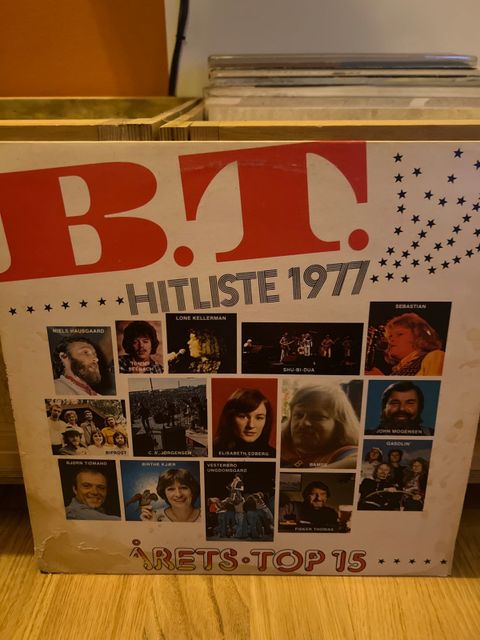 B.T.
HITLISTE 1977
NIELS HAUSGAARD
TOMMY SEEBACH
LONE KELLERMAN
SHU-BI-DUA
SEBASTIAN
BIFROST
C.V. JØRGENSEN
ELISABETH EDBERG
BAMSE
JOHN MOGENSEN
GASOLIN'
BJØRN TIDMAND
BIRTHE KJÆR
VESTERBRO
UNGDOMSGARD
FISKER THOMAS
ÅRETS·TOP 15